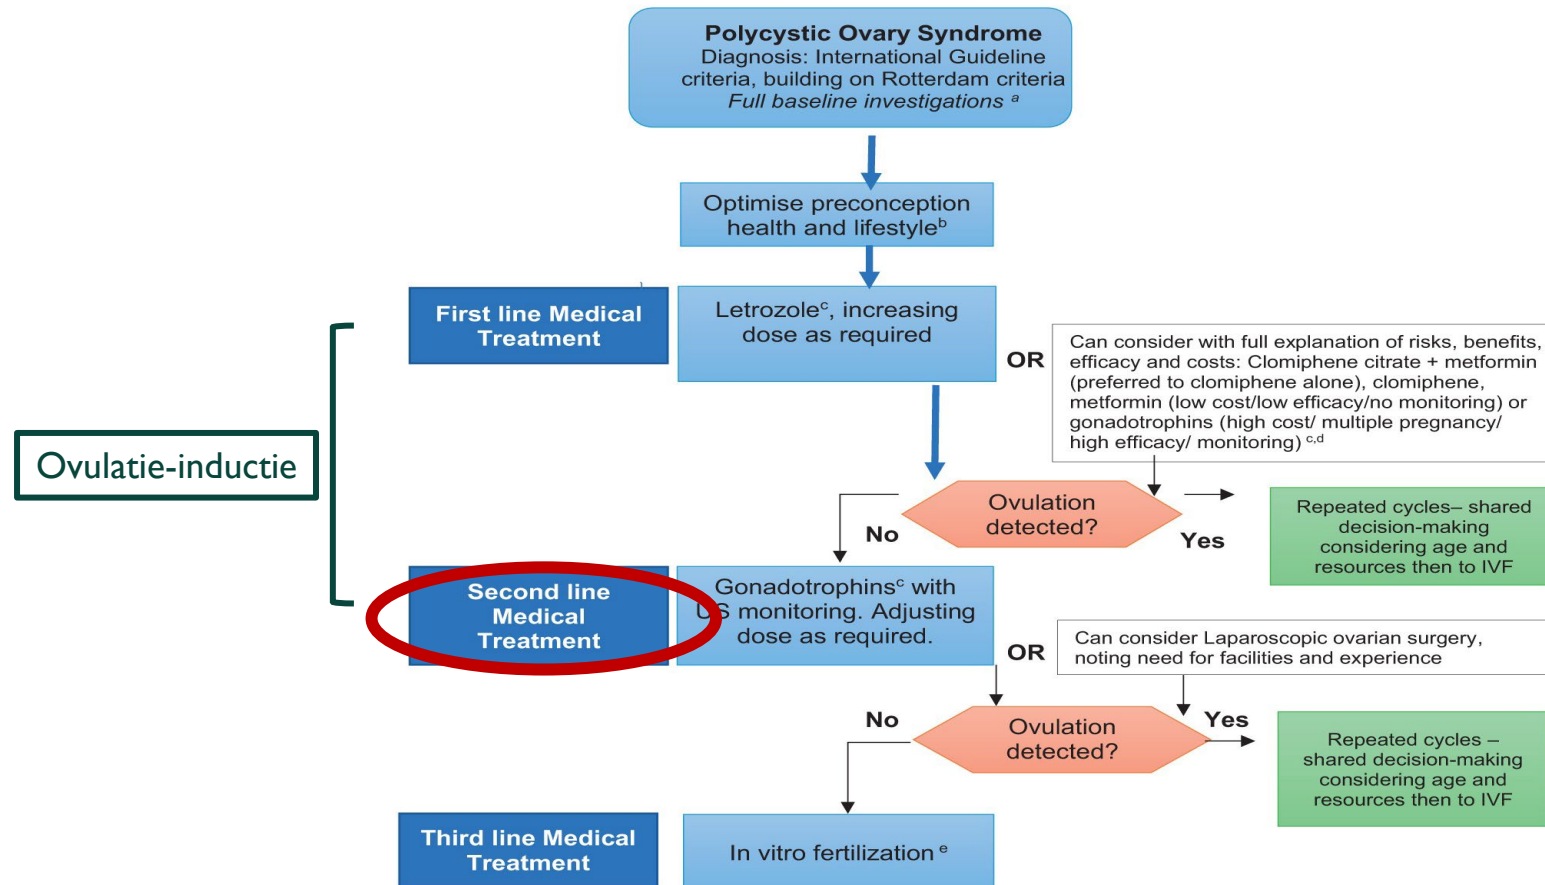 Polycystic Ovary Syndrome
Diagnosis: International Guideline
criteria, building on Rotterdam criteria
Full baseline investigations a
Optimise preconception
health and lifestyleb
First line Medical
Treatment
Letrozolec, increasing
dose as required
OR
Can consider with full explanation of risks, benefits,
efficacy and costs: Clomiphene citrate + metformin
(preferred to clomiphene alone), clomiphene,
metformin (low cost/low efficacy/no monitoring) or
gonadotrophins (high cost/ multiple pregnancy/
high efficacy/ monitoring) c,d
Ovulatie-inductie
Ovulation
detected?
No
Yes
Repeated cycles– shared
decision-making
considering age and
resources then to IVF
Second line
Medical
Treatment
Gonadotrophinsc with
US monitoring. Adjusting
dose as required.
OR
Can consider Laparoscopic ovarian surgery,
noting need for facilities and experience
No
Ovulation
detected?
Yes
Repeated cycles –
shared decision-making
considering age and
resources then to IVF
Third line Medical
Treatment
In vitro fertilization e